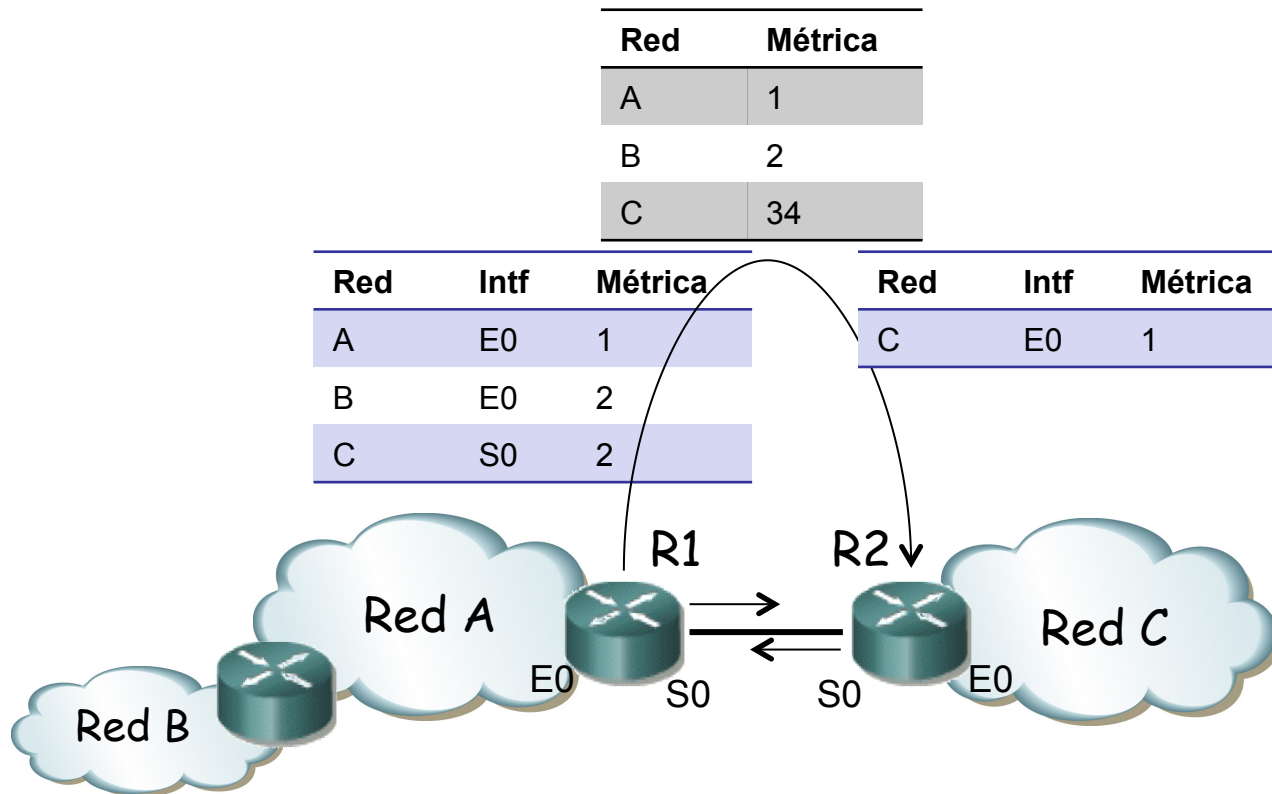 Red Métrica
A 1
B 2
C 34
Red Intf Métrica
A E0 1
B E0 2
C S0 2
Red Intf Métrica
C E0 1
R1 R2
Red A
Red C
E0 S0 S0 E0
Red B